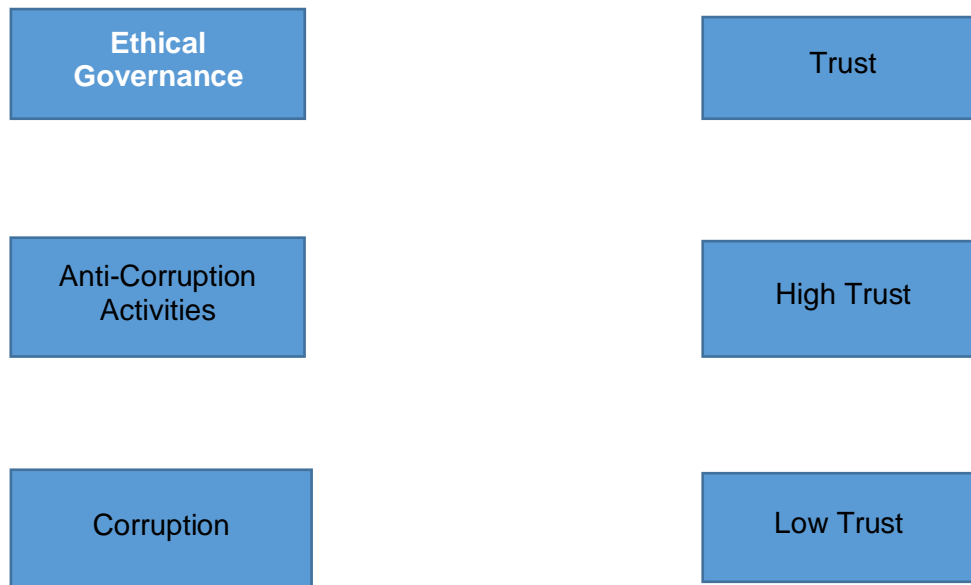 Ethical
Governance
Trust
Anti-Corruption
Activities
High Trust
Corruption
Low Trust